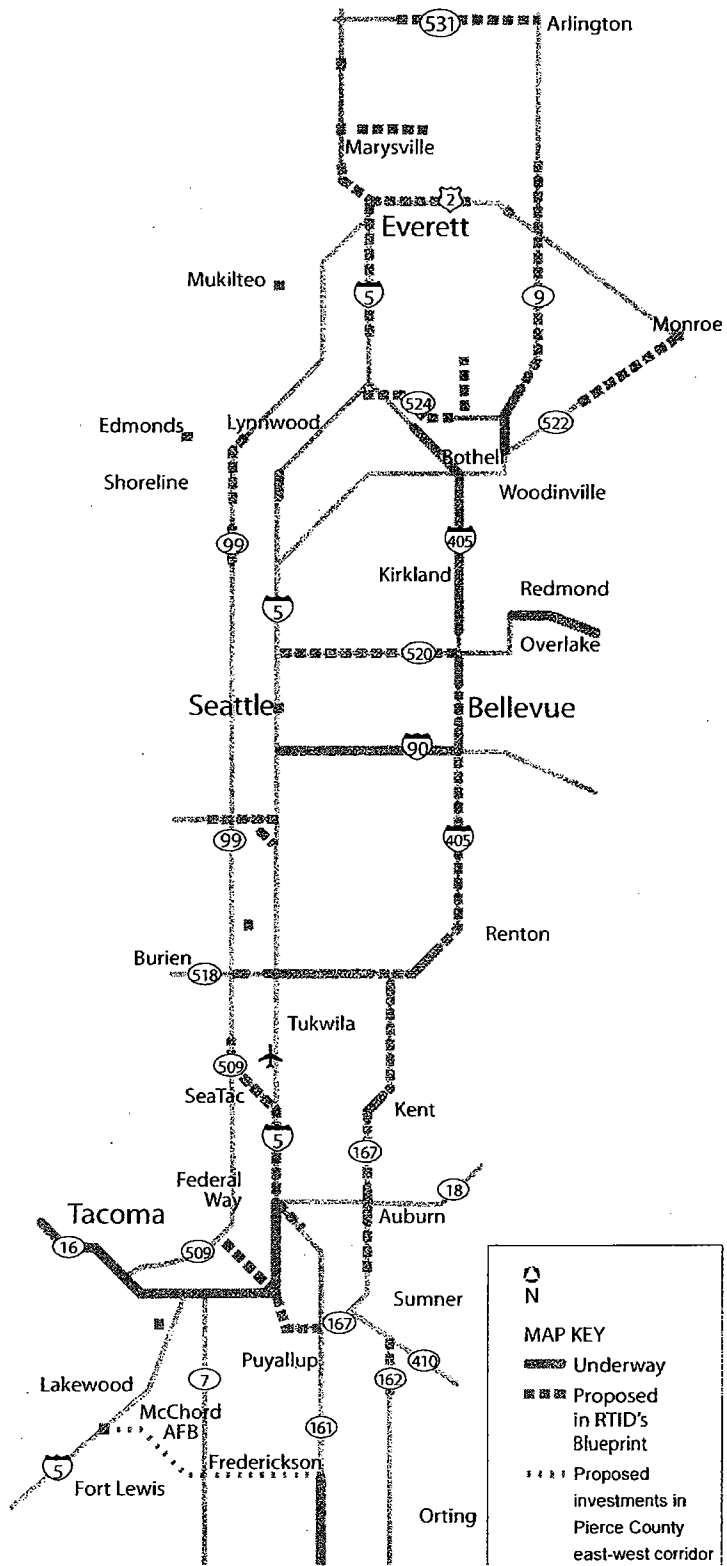 531
Arlington
Marysville
2
Everett
Mukilteo
5
9
Monroe
524
Edmonds
Lynnwood
522
Bothell
Shoreline
Woodinville
99
405
Kirkland
Redmond
5
Overlake
520
Seattle
Bellevue
90
99
405
Renton
Burien
518
Tukwila
509
SeaTac
Kent
5
167
Federal
Way
18
Auburn
Tacoma
16
509
Sumner
167
Puyallup
410
7
162
Lakewood
McChord
AFB
161
5
Frederickson
Fort Lewis
Orting
N
MAP KEY
Underway
Proposed
in RTID's
Blueprint
Proposed
investments in
Pierce County
east-west corridor